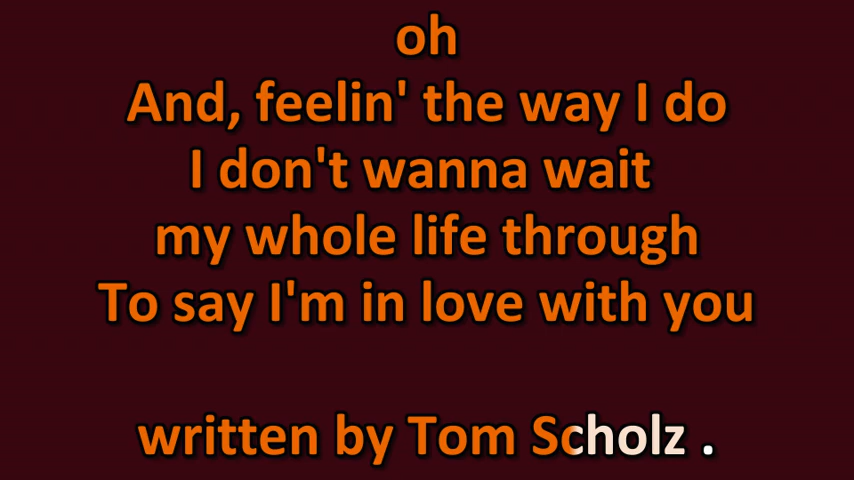 oh
And, feelin' the way I do
I don't wanna wait
my whole life through
To say I'm in love with you
written by Tom Scholz .